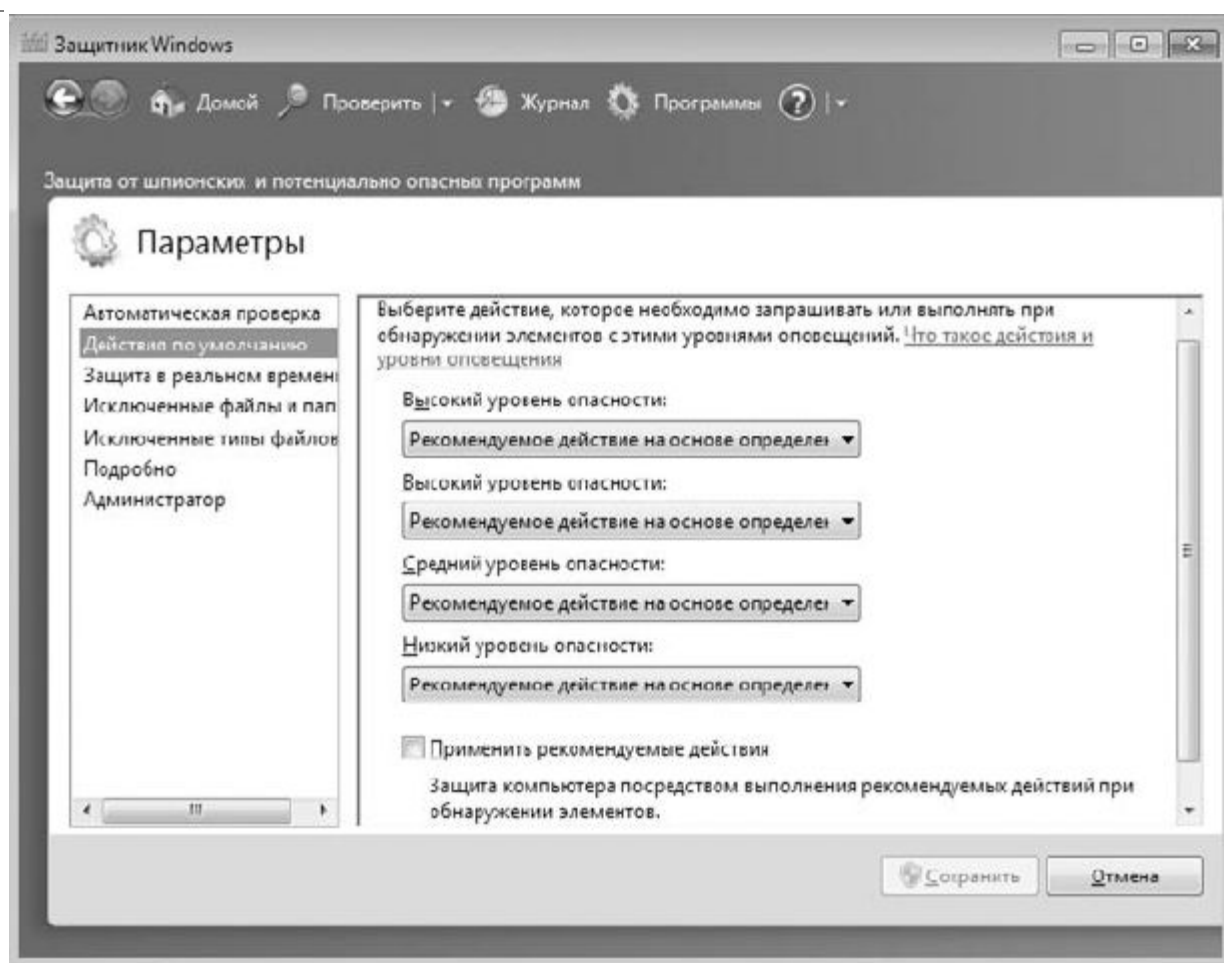 Защитник Windows
Домой Проверить Журнал Программы
Защита от шпионских и потенциально опасных программ
Параметры
Автоматическая проверка
Действия по умолчанию
Защита в реальном времени
Исключенные файлы и пап
Исключенные типы файлов
Подробно
Администратор
Выберите действие, которое необходимо запрашивать или выполнять при
обнаружении элементов с этими уровнями оповещений. Что такое действия и
уровни оповещения
Высокий уровень опасности:
Рекомендуемое действие на основе определен
Высокий уровень опасности:
Рекомендуемое действие на основе определен
Средний уровень опасности:
Рекомендуемое действие на основе определен
Низкий уровень опасности:
Рекомендуемое действие на основе определен
Применить рекомендуемые действия
Защита компьютера посредством выполнения рекомендуемых действий при
обнаружении элементов.
Сохранить Отмена